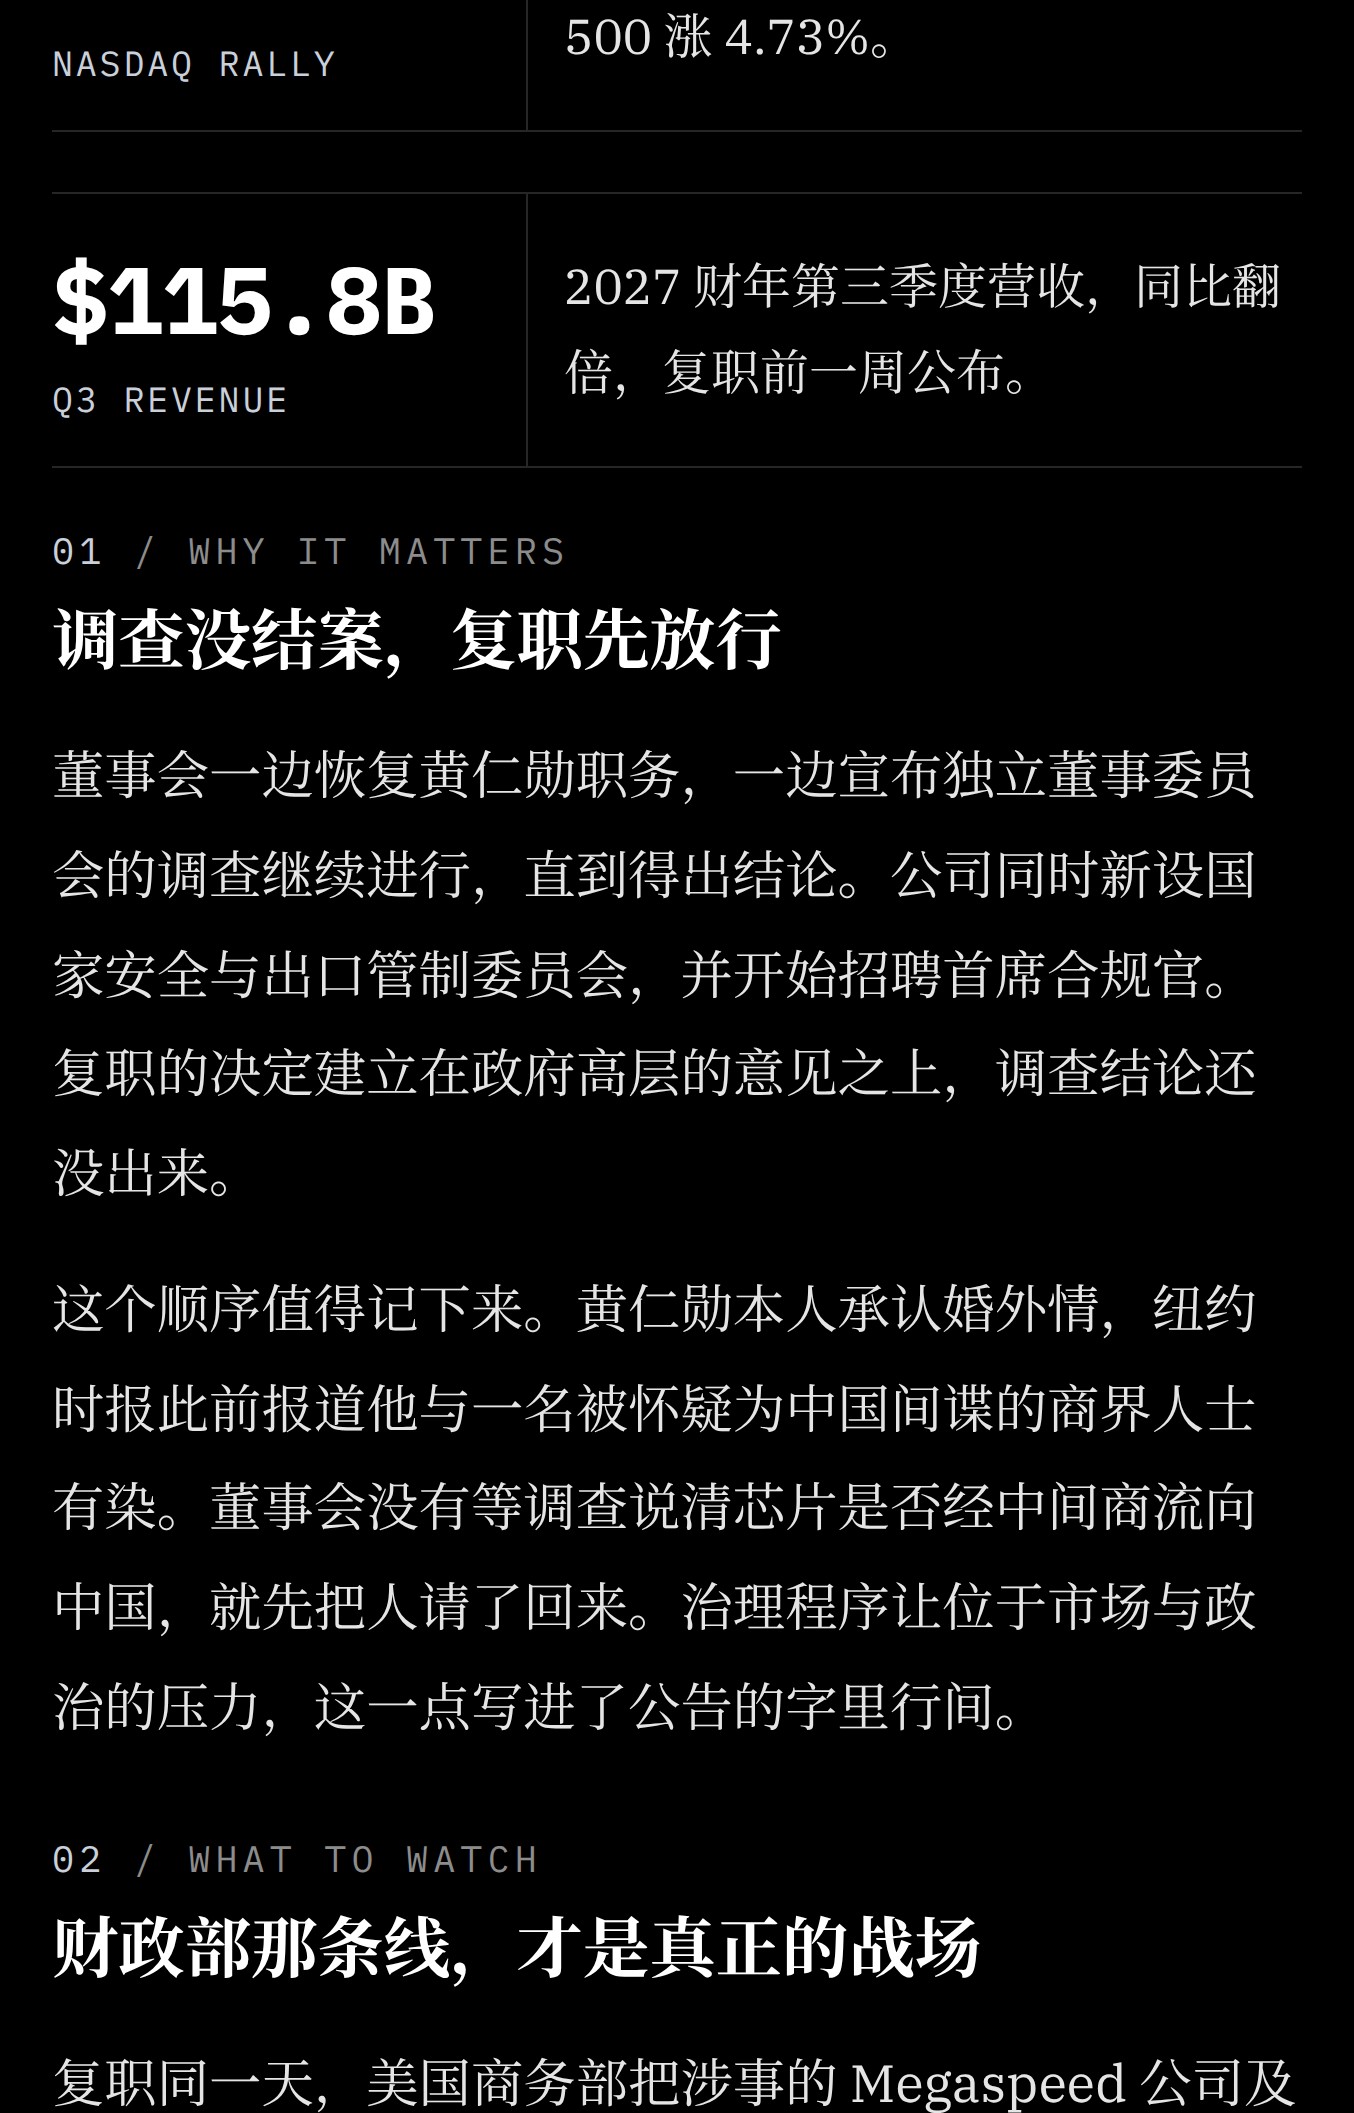 500 涨 4.73%。
NASDAQ RALLY
$115.8B
Q3 REVENUE
2027 财年第三季度营收，同比翻
倍，复职前一周公布。
01 / WHY IT MATTERS
调查没结案，复职先放行
董事会一边恢复黄仁勋职务，一边宣布独立董事委员
会的调查继续进行，直到得出结论。公司同时新设国
家安全与出口管制委员会，并开始招聘首席合规官。
复职的决定建立在政府高层的意见之上，调查结论还
没出来。
这个顺序值得记下来。黄仁勋本人承认婚外情，纽约
时报此前报道他与一名被怀疑为中国间谍的商界人士
有染。董事会没有等调查说清芯片是否经中间商流向
中国，就先把人请了回来。治理程序让位于市场与政
治的压力，这一点写进了公告的字里行间。
02 / WHAT TO WATCH
财政部那条线，才是真正的战场
复职同一天，美国商务部把涉事的 Megaspeed 公司及